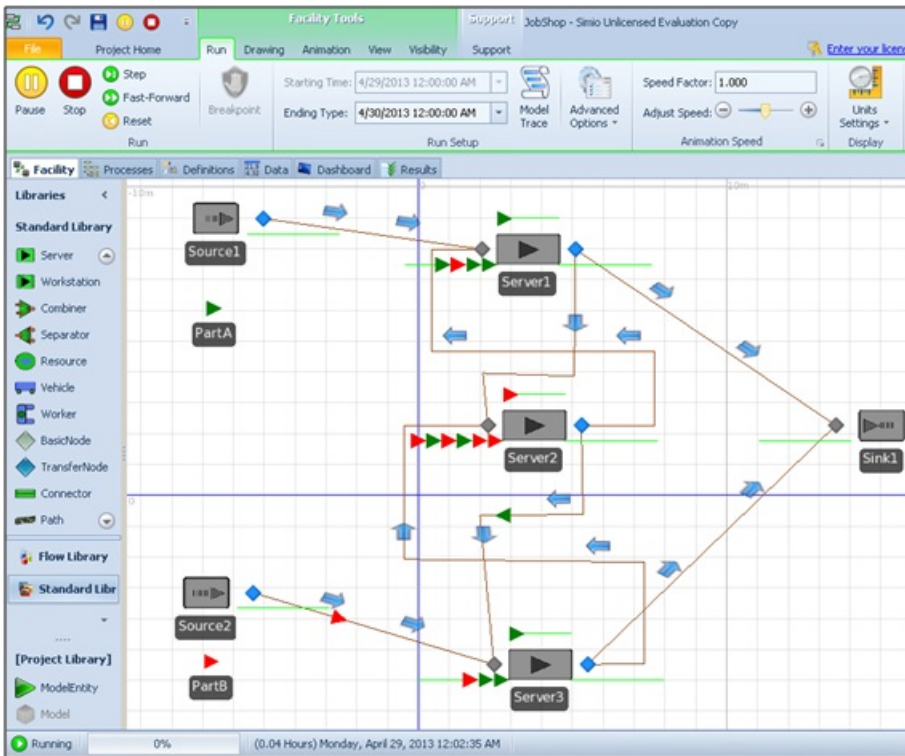 Facility Tools Support JobShop - Simio Unlicensed Evaluation Copy
File Project Home Run Drawing Animation View Visibility Support Enter your licens
Pause
Stop
Step
Fast-Forward
Reset
Run
Breakpoint
Starting Time: 4/29/2013 12:00:00 AM
Ending Type: 4/30/2013 12:00:00 AM
Model Trace
Advanced Options
Run Setup
Speed Factor: 1.000
Adjust Speed:
Animation Speed
Units Settings
Display
Facility Processes Definitions Data Dashboard Results
Libraries
Standard Library
Server
Workstation
Combiner
Separator
Resource
Vehicle
Worker
BasicNode
TransferNode
Connector
Path
Flow Library
Standard Libr
[Project Library]
ModelEntity
Model
-10m
0
10m
0
Source1
PartA
Server1
Server2
Sink1
Source2
PartB
Server3
Running 0% (0.04 Hours) Monday, April 29, 2013 12:02:35 AM